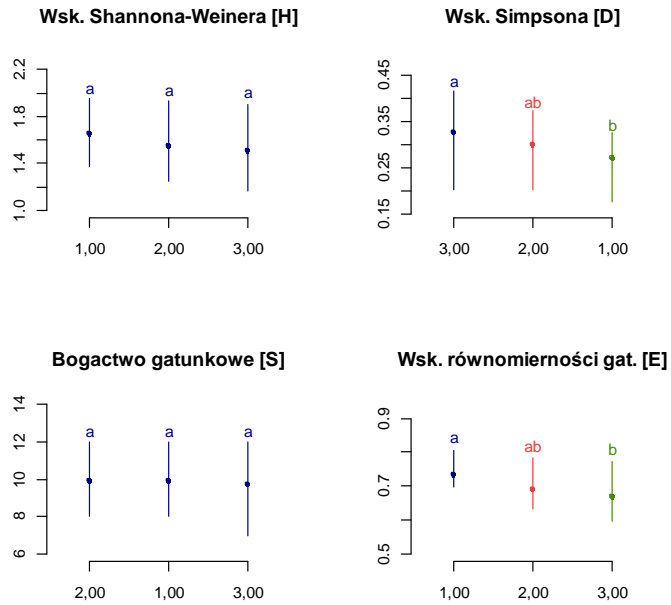 Wsk. Shannona-Weinera [H]
2.2
1.8
1.4
1.0
a
a
a
1,00
2,00
3,00
Wsk. Simpsona [D]
0.45
0.35
0.25
0.15
a
ab
b
3,00
2,00
1,00
Bogactwo gatunkowe [S]
14
12
10
8
6
a
a
a
2,00
1,00
3,00
Wsk. równomierności gat. [E]
0.9
0.7
0.5
a
ab
b
1,00
2,00
3,00